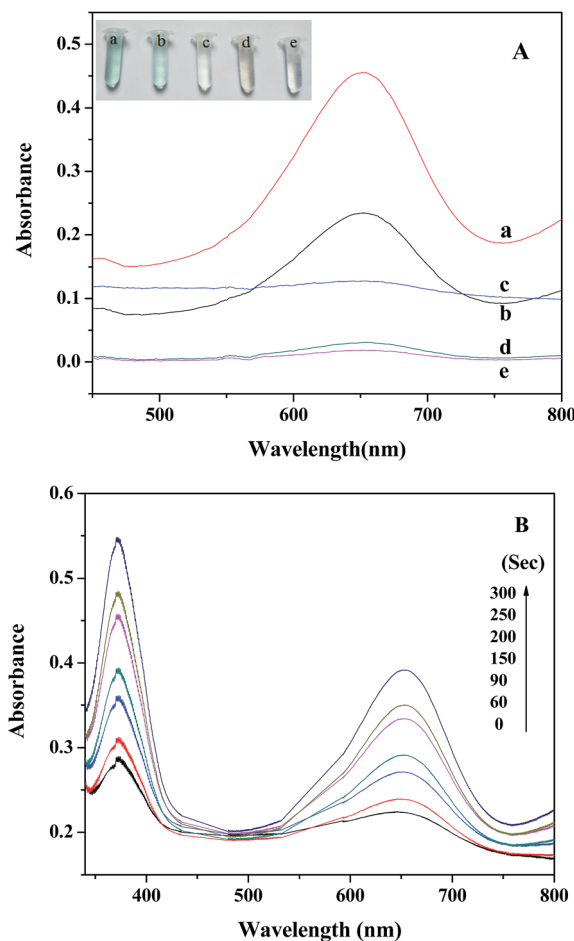 A
a b c d e
0.5
0.4
0.3
0.2
0.1
0.0
Absorbance
a
c
b
d
e
500 600 700 800
Wavelength(nm)
B
(Sec)
300
250
200
150
90
60
0
0.6
0.5
0.4
0.3
0.2
Absorbance
400 500 600 700 800
Wavelength (nm)